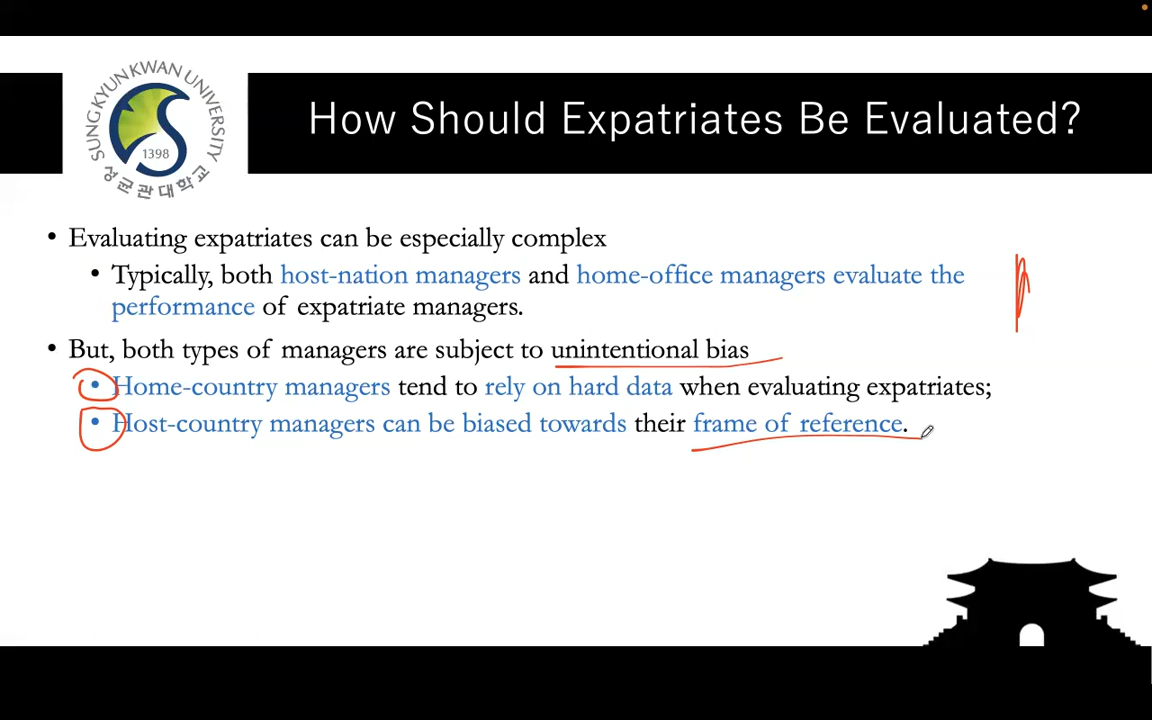 SUNGKYUNKWAN UNIVERSITY
1398
성균관대학교
How Should Expatriates Be Evaluated?
• Evaluating expatriates can be especially complex
• Typically, both host-nation managers and home-office managers evaluate the
performance of expatriate managers.
• But, both types of managers are subject to unintentional bias
• Home-country managers tend to rely on hard data when evaluating expatriates;
• Host-country managers can be biased towards their frame of reference.